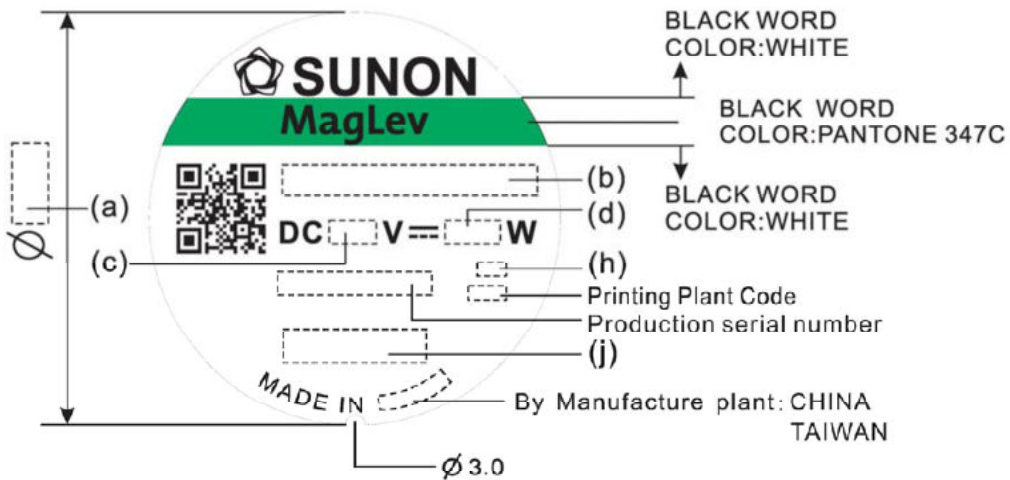 BLACK WORD
COLOR:WHITE
SUNON
MagLev
BLACK WORD
COLOR:PANTONE 347C
(a)
(b)
BLACK WORD
COLOR:WHITE
(d)
DC V W
Ø
(c)
(h)
Printing Plant Code
Production serial number
(j)
MADE IN
By Manufacture plant: CHINA
TAIWAN
Ø 3.0